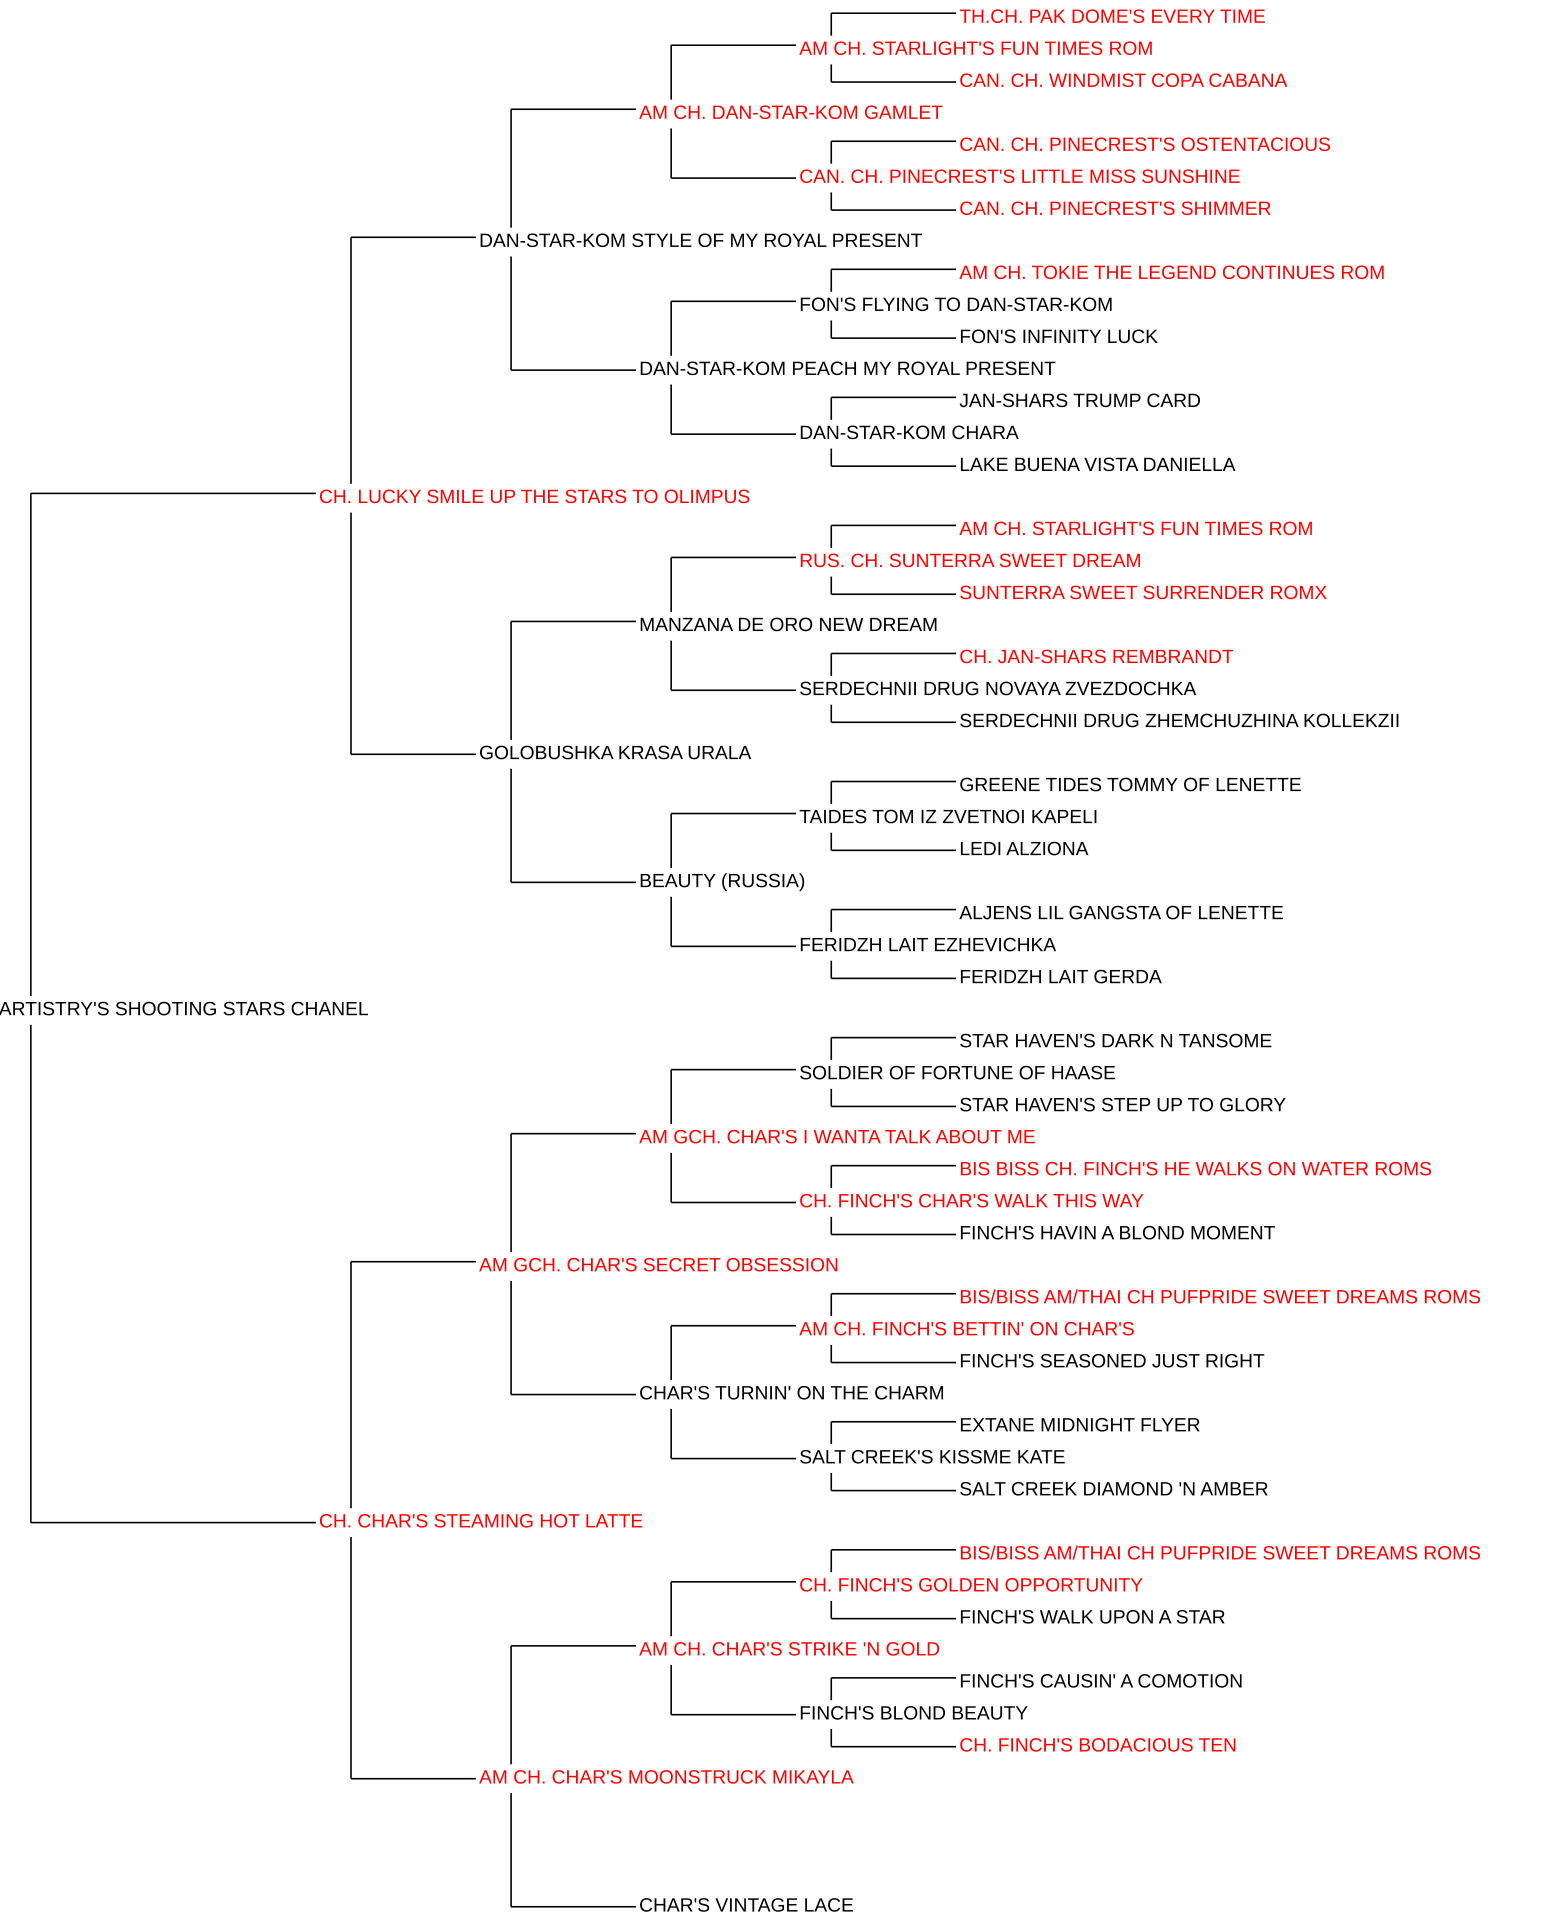 TH.CH. PAK DOME'S EVERY TIME
AM CH. STARLIGHT'S FUN TIMES ROM
CAN. CH. WINDMIST COPA CABANA
AM CH. DAN-STAR-KOM GAMLET
CAN. CH. PINECREST'S OSTENTACIOUS
CAN. CH. PINECREST'S LITTLE MISS SUNSHINE
CAN. CH. PINECREST'S SHIMMER
DAN-STAR-KOM STYLE OF MY ROYAL PRESENT
AM CH. TOKIE THE LEGEND CONTINUES ROM
FON'S FLYING TO DAN-STAR-KOM
FON'S INFINITY LUCK
DAN-STAR-KOM PEACH MY ROYAL PRESENT
JAN-SHARS TRUMP CARD
DAN-STAR-KOM CHARA
LAKE BUENA VISTA DANIELLA
CH. LUCKY SMILE UP THE STARS TO OLIMPUS
AM CH. STARLIGHT'S FUN TIMES ROM
RUS. CH. SUNTERRA SWEET DREAM
SUNTERRA SWEET SURRENDER ROMX
MANZANA DE ORO NEW DREAM
CH. JAN-SHARS REMBRANDT
SERDECHNII DRUG NOVAYA ZVEZDOCHKA
SERDECHNII DRUG ZHEMCHUZHINA KOLLEKZII
GOLOBUSHKA KRASA URALA
GREENE TIDES TOMMY OF LENETTE
TAIDES TOM IZ ZVETNOI KAPELI
LEDI ALZIONA
BEAUTY (RUSSIA)
ALJENS LIL GANGSTA OF LENETTE
FERIDZH LAIT EZHEVICHKA
FERIDZH LAIT GERDA
ARTISTRY'S SHOOTING STARS CHANEL
STAR HAVEN'S DARK N TANSOME
SOLDIER OF FORTUNE OF HAASE
STAR HAVEN'S STEP UP TO GLORY
AM GCH. CHAR'S I WANTA TALK ABOUT ME
BIS BISS CH. FINCH'S HE WALKS ON WATER ROMS
CH. FINCH'S CHAR'S WALK THIS WAY
FINCH'S HAVIN A BLOND MOMENT
AM GCH. CHAR'S SECRET OBSESSION
BIS/BISS AM/THAI CH PUFPRIDE SWEET DREAMS ROMS
AM CH. FINCH'S BETTIN' ON CHAR'S
FINCH'S SEASONED JUST RIGHT
CHAR'S TURNIN' ON THE CHARM
EXTANE MIDNIGHT FLYER
SALT CREEK'S KISSME KATE
SALT CREEK DIAMOND 'N AMBER
CH. CHAR'S STEAMING HOT LATTE
BIS/BISS AM/THAI CH PUFPRIDE SWEET DREAMS ROMS
CH. FINCH'S GOLDEN OPPORTUNITY
FINCH'S WALK UPON A STAR
AM CH. CHAR'S STRIKE 'N GOLD
FINCH'S CAUSIN' A COMOTION
FINCH'S BLOND BEAUTY
CH. FINCH'S BODACIOUS TEN
AM CH. CHAR'S MOONSTRUCK MIKAYLA
CHAR'S VINTAGE LACE